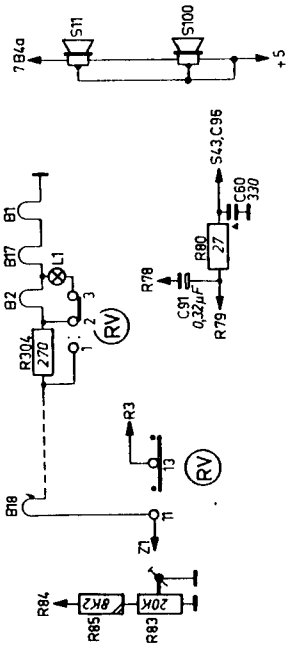 7B4a
S11
S100
+5
B1
B17
B2
L1
R304
270
1
2
3
RV
B18
R78
C91
0,32µF
R79
R80
27
S43,C96
C60
330
R3
13
RV
11
Z1
R84
R85
8K2
R83
20K